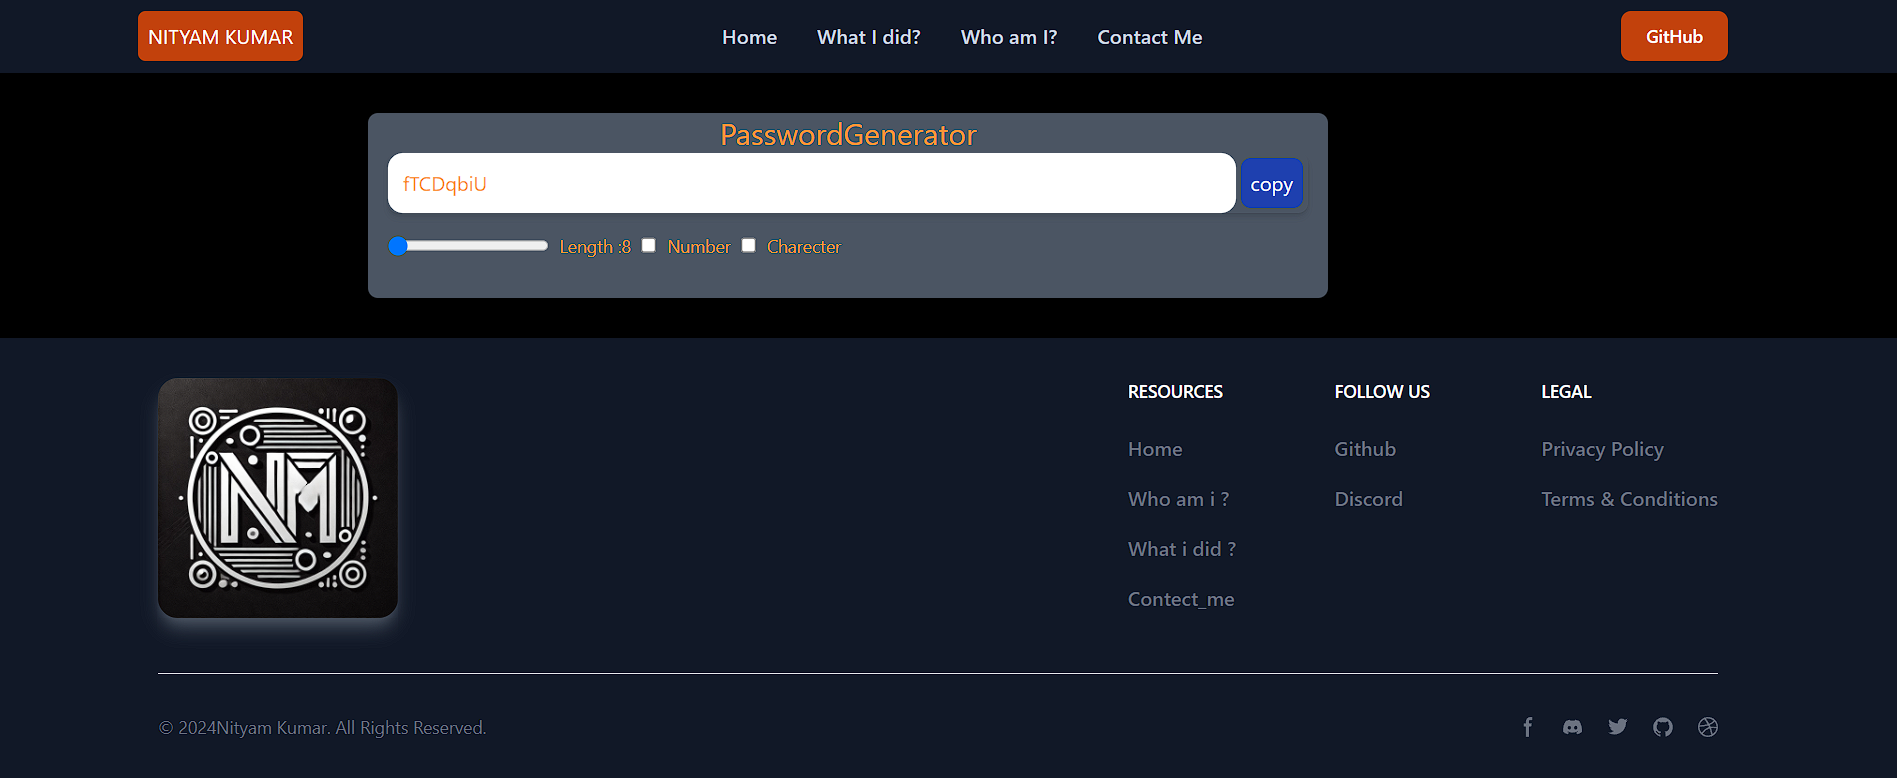 NITYAM KUMAR Home What I did? Who am I? Contact Me GitHub
PasswordGenerator
fTCDqbiU copy
Length :8 Number Charecter
NM
RESOURCES
Home
Who am i ?
What i did ?
Contect_me
FOLLOW US
Github
Discord
LEGAL
Privacy Policy
Terms & Conditions
© 2024Nityam Kumar. All Rights Reserved.